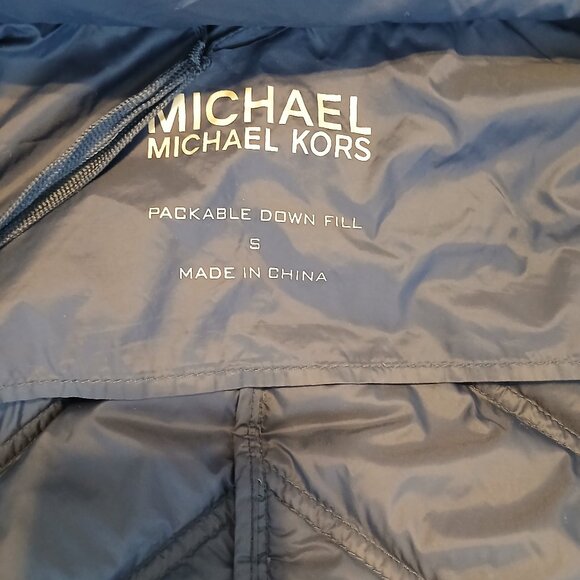 MICHAEL
MICHAEL KORS
PACKABLE DOWN FILL
S
MADE IN CHINA